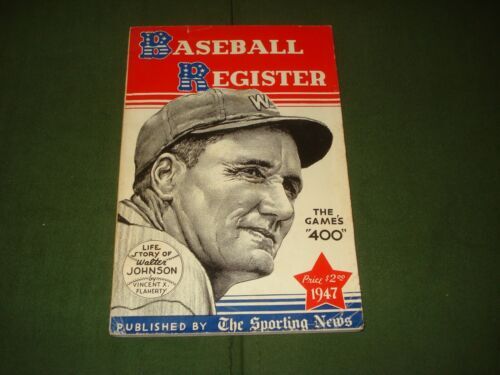 BASEBALL
REGISTER
W
THE
GAME'S
"400"
LIFE
STORY OF
Walter
JOHNSON
by
VINCENT X.
FLAHERTY
Price $2.00
1947
PUBLISHED BY The Sporting News